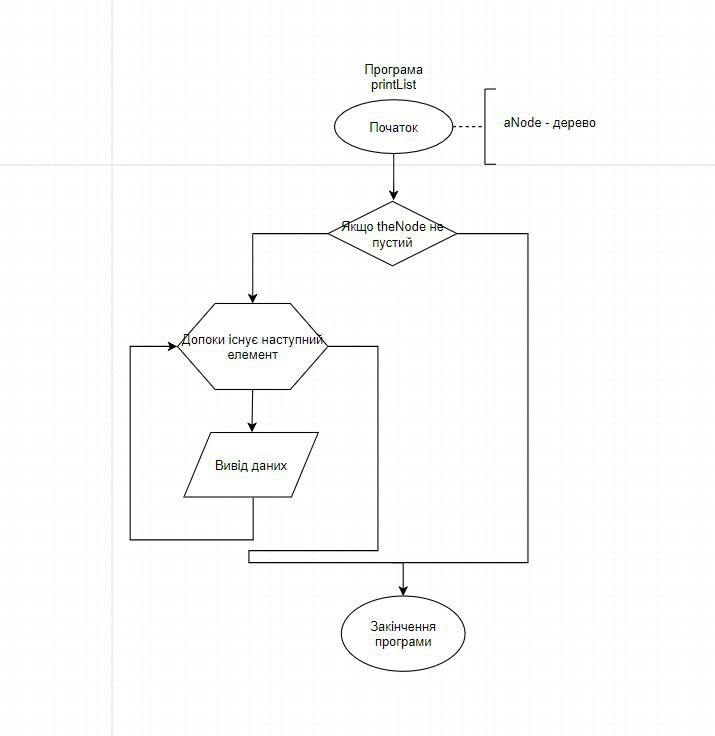 Програма
printList
Початок
aNode - дерево
Якщо theNode не
пустий
Допоки існує наступний
елемент
Вивід даних
Закінчення
програми